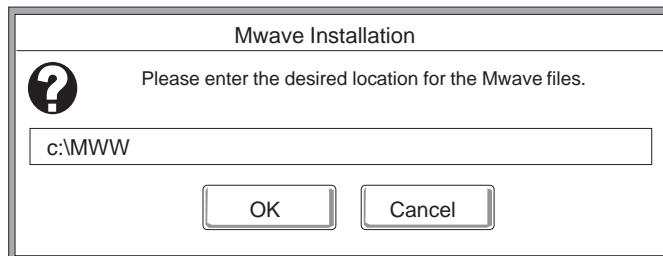 Mwave Installation
Please enter the desired location for the Mwave files.
c:\MWW
OK Cancel